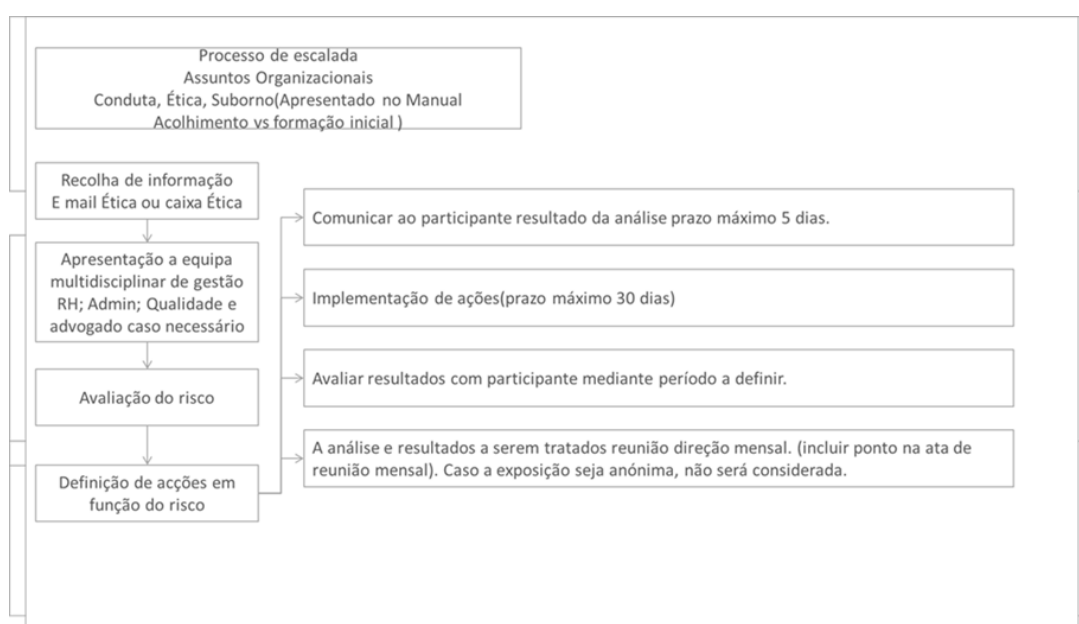 Processo de escalada
Assuntos Organizacionais
Conduta, Ética, Suborno(Apresentado no Manual
Acolhimento vs formação inicial )
Recolha de informação
E mail Ética ou caixa Ética
Apresentação a equipa
multidisciplinar de gestão
RH; Admin; Qualidade e
advogado caso necessário
Avaliação do risco
Definição de acções em
função do risco
Comunicar ao participante resultado da análise prazo máximo 5 dias.
Implementação de ações(prazo máximo 30 dias)
Avaliar resultados com participante mediante período a definir.
A análise e resultados a serem tratados reunião direção mensal. (incluir ponto na ata de
reunião mensal). Caso a exposição seja anónima, não será considerada.